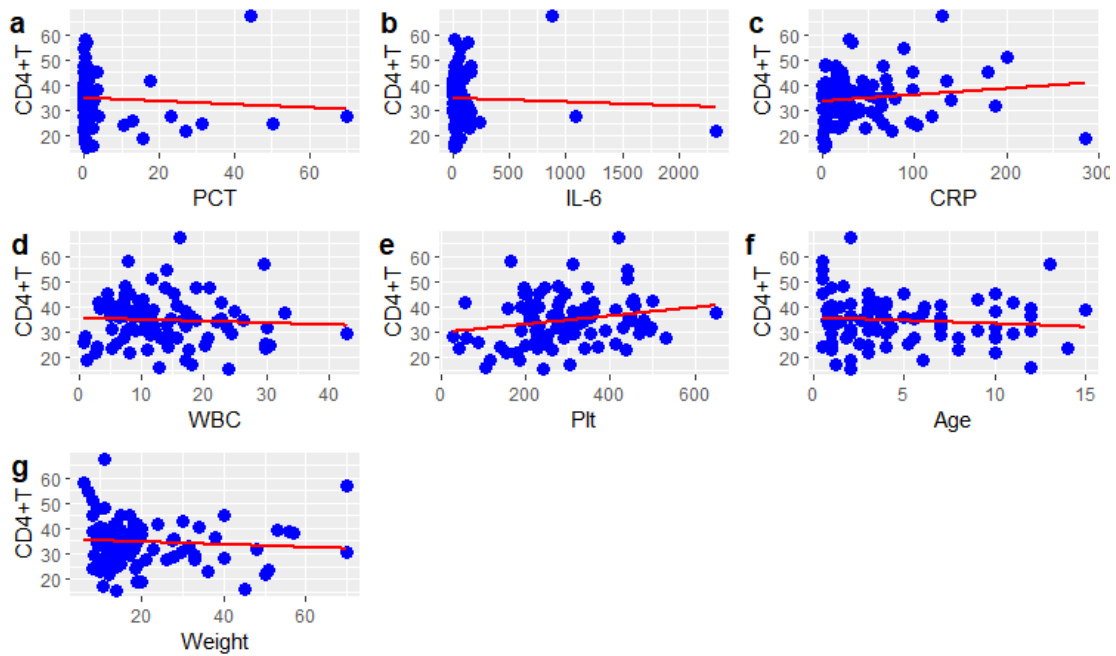 a
CD4+T
60
50
40
30
20
0 20 40 60
PCT
b
CD4+T
60
50
40
30
20
0 500 1000 1500 2000
IL-6
c
CD4+T
60
50
40
30
20
0 100 200 300
CRP
d
CD4+T
60
50
40
30
20
0 10 20 30 40
WBC
e
CD4+T
60
50
40
30
20
0 200 400 600
Plt
f
CD4+T
60
50
40
30
20
0 5 10 15
Age
g
CD4+T
60
50
40
30
20
20 40 60
Weight